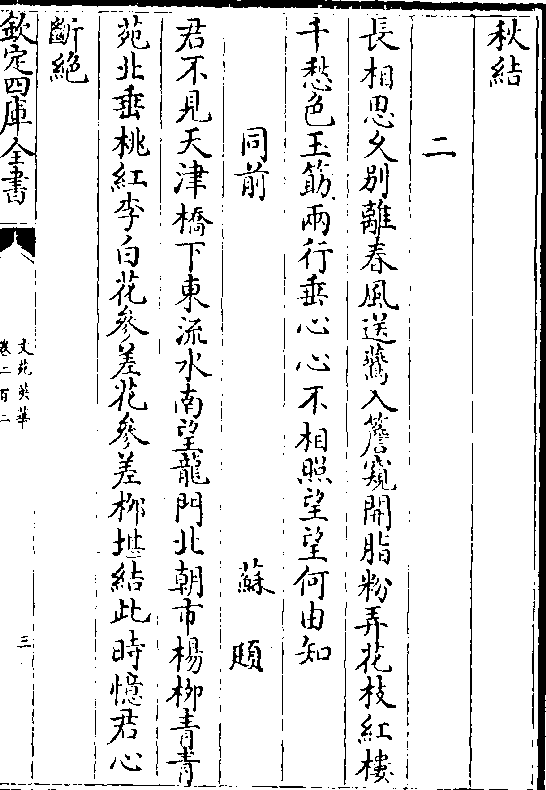 秋結
二
長相思久別離春風送鷰入簷窺開脂粉弄花枝紅樓
千愁色玉筯兩行垂心心不相照望望何由知
同前 蘇頲
君不見天津橋下東流水南望龍門北朝市楊柳青青
苑北垂桃紅李白花參差花參差柳堪結此時憶君心
斷絶
欽定四庫全書
文苑英華
卷二百二
三